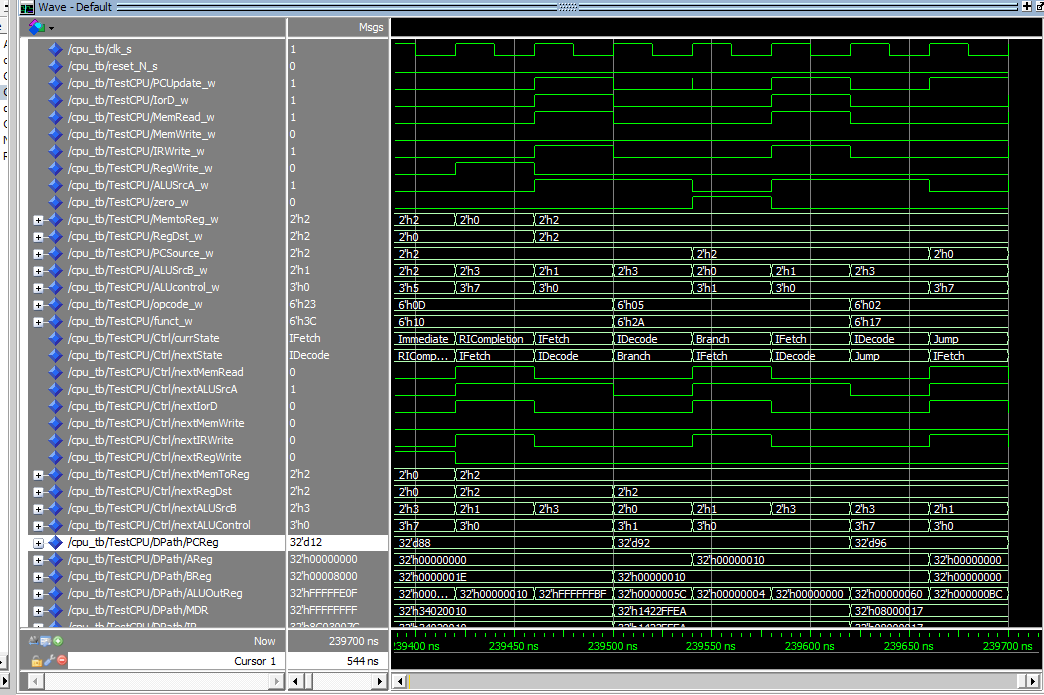 Wave - Default
Msgs
/cpu_tb/clk_s 1
/cpu_tb/reset_N_s 0
/cpu_tb/TestCPU/PCUpdate_w 1
/cpu_tb/TestCPU/IorD_w 1
/cpu_tb/TestCPU/MemRead_w 1
/cpu_tb/TestCPU/MemWrite_w 0
/cpu_tb/TestCPU/IRWrite_w 1
/cpu_tb/TestCPU/RegWrite_w 0
/cpu_tb/TestCPU/ALUSrcA_w 1
/cpu_tb/TestCPU/zero_w 0
/cpu_tb/TestCPU/MemtoReg_w 2'h2 2'h2 2'h0 2'h2
/cpu_tb/TestCPU/RegDst_w 2'h2 2'h0 2'h2
/cpu_tb/TestCPU/PCSource_w 2'h2 2'h2 2'h2 2'h0
/cpu_tb/TestCPU/ALUSrcB_w 2'h1 2'h2 2'h3 2'h1 2'h3 2'h0 2'h1 2'h3
/cpu_tb/TestCPU/ALUcontrol_w 3'h0 3'h5 3'h7 3'h0 3'h1 3'h0 3'h7
/cpu_tb/TestCPU/opcode_w 6'h23 6'h0D 6'h05 6'h02
/cpu_tb/TestCPU/funct_w 6'h3C 6'h10 6'h2A 6'h17
/cpu_tb/TestCPU/Ctrl/currState IFetch Immediate RICompletion IFetch IDecode Branch IFetch IDecode Jump
/cpu_tb/TestCPU/Ctrl/nextState IDecode RIComp... IFetch IDecode Branch IFetch IDecode Jump IFetch
/cpu_tb/TestCPU/Ctrl/nextMemRead 0
/cpu_tb/TestCPU/Ctrl/nextALUSrcA 1
/cpu_tb/TestCPU/Ctrl/nextIorD 0
/cpu_tb/TestCPU/Ctrl/nextMemWrite 0
/cpu_tb/TestCPU/Ctrl/nextIRWrite 0
/cpu_tb/TestCPU/Ctrl/nextRegWrite 0
/cpu_tb/TestCPU/Ctrl/nextMemToReg 2'h2 2'h0 2'h2
/cpu_tb/TestCPU/Ctrl/nextRegDst 2'h2 2'h0 2'h2 2'h2
/cpu_tb/TestCPU/Ctrl/nextALUSrcB 2'h3 2'h3 2'h1 2'h3 2'h0 2'h1 2'h3 2'h3 2'h1
/cpu_tb/TestCPU/Ctrl/nextALUControl 3'h0 3'h7 3'h0 3'h1 3'h0 3'h7 3'h0
/cpu_tb/TestCPU/DPath/PCReg 32'd12 32'd88 32'd92 32'd96
/cpu_tb/TestCPU/DPath/AReg 32'h00000000 32'h00000000 32'h00000010 32'h00000000
/cpu_tb/TestCPU/DPath/BReg 32'h00008000 32'h0000001E 32'h00000010 32'h00000000
/cpu_tb/TestCPU/DPath/ALUOutReg 32'hFFFFFE0F 32'h000... 32'h00000010 32'hFFFFFFBF 32'h0000005C 32'h00000004 32'h00000000 32'h00000060 32'h000000BC
/cpu_tb/TestCPU/DPath/MDR 32'hFFFFFFFF 32'h34020010 32'h1422FFEA 32'h08000017
Now 239700 ns 239400 ns 239450 ns 239500 ns 239550 ns 239600 ns 239650 ns 239700 ns
Cursor 1 544 ns